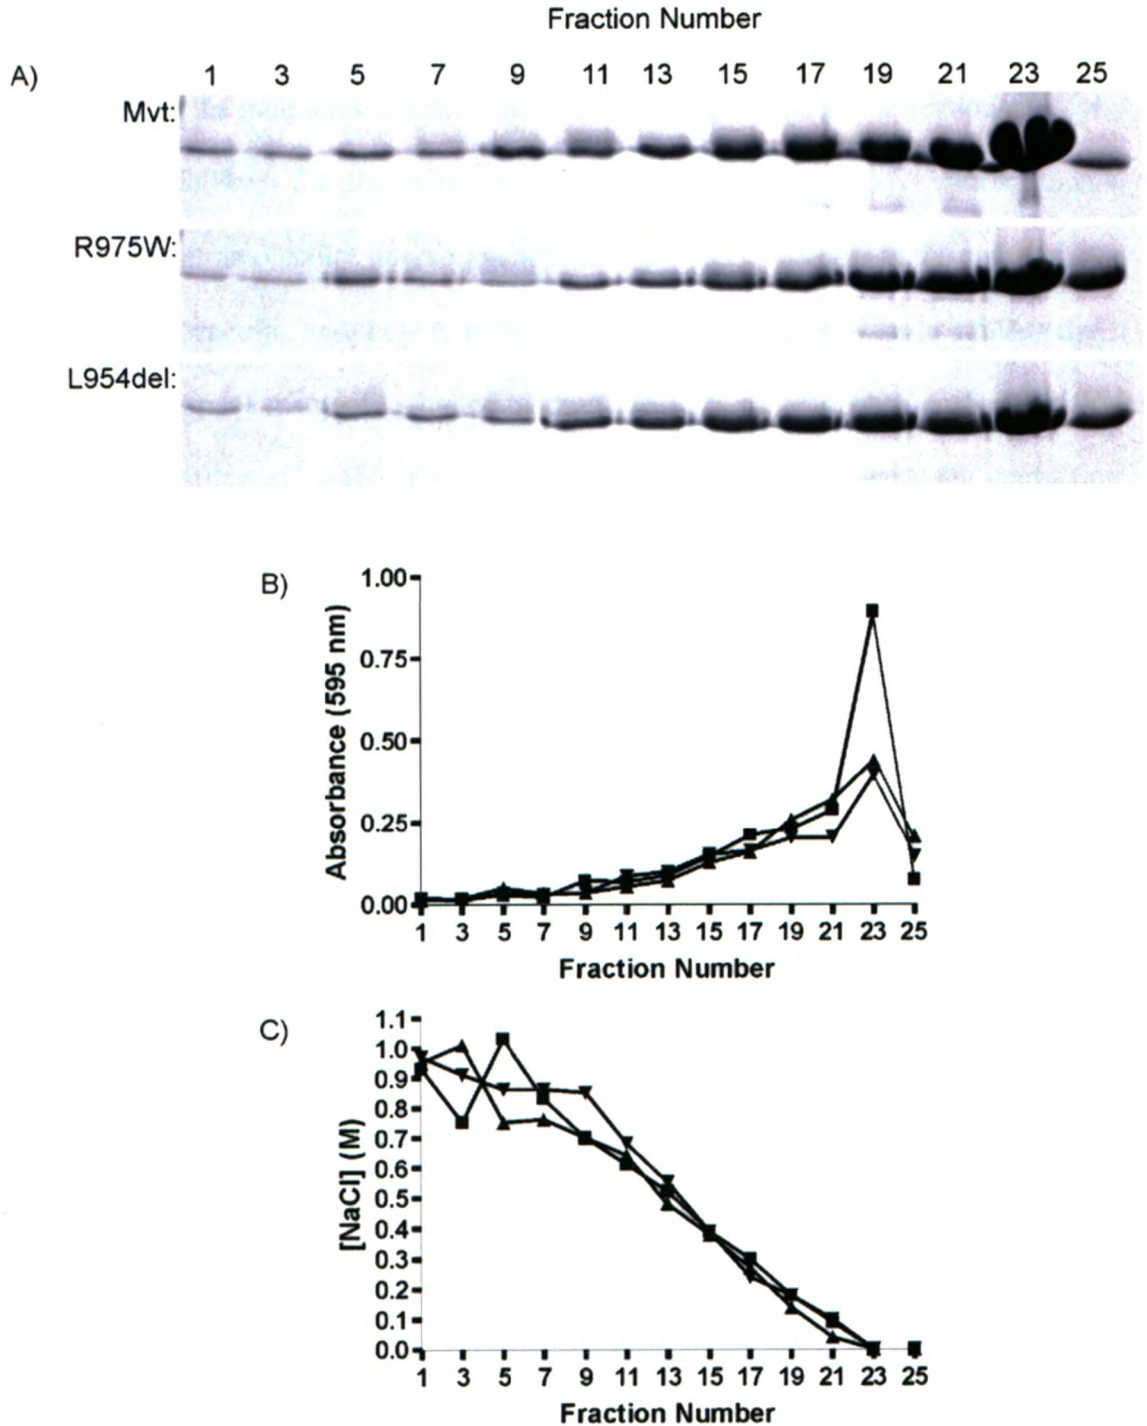 Fraction Number
A) 1 3 5 7 9 11 13 15 17 19 21 23 25
Mvt:
R975W:
L954del:
B)
Absorbance (595 nm)
1.00
0.75
0.50
0.25
0.00
1 3 5 7 9 11 13 15 17 19 21 23 25
Fraction Number
C)
[NaCl] (M)
1.1
1.0
0.9
0.8
0.7
0.6
0.5
0.4
0.3
0.2
0.1
0.0
1 3 5 7 9 11 13 15 17 19 21 23 25
Fraction Number